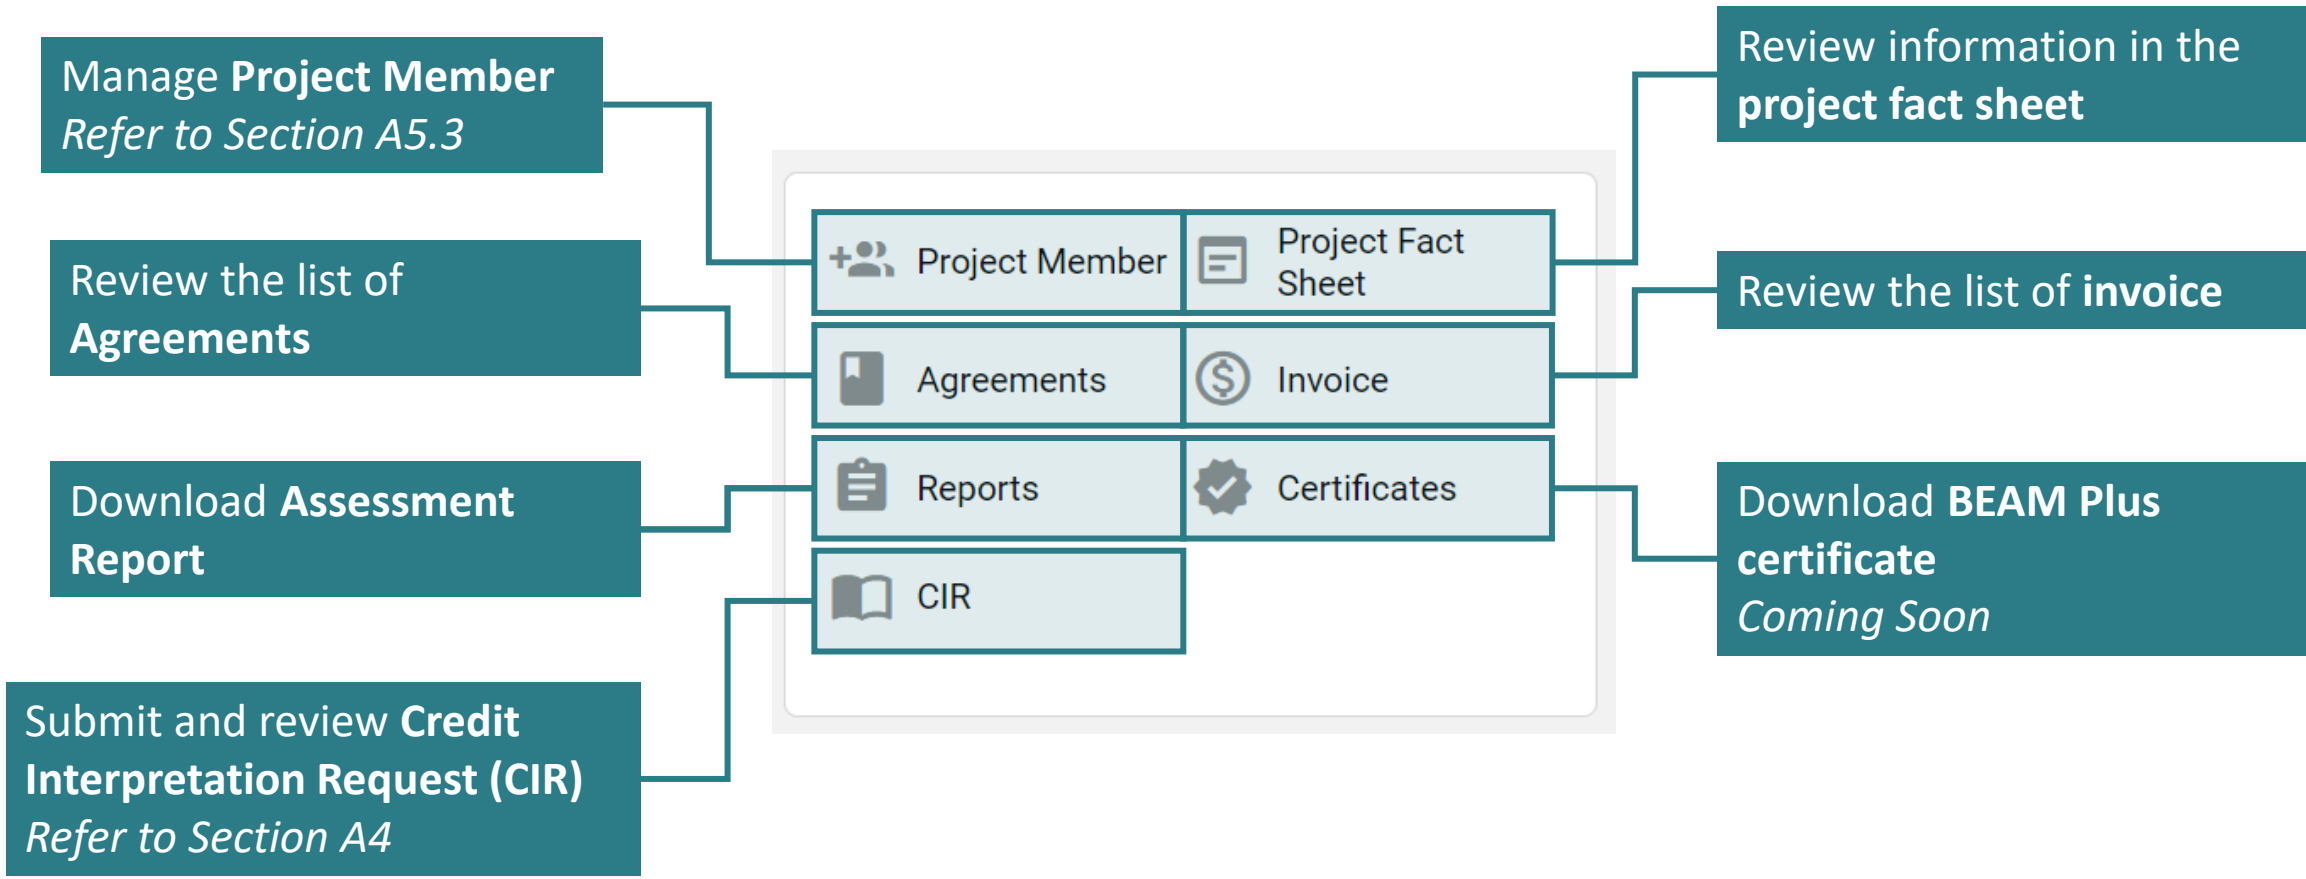 Manage Project Member
Refer to Section A5.3
Review the list of
Agreements
Download Assessment
Report
Submit and review Credit
Interpretation Request (CIR)
Refer to Section A4
Project Member
Project Fact
Sheet
Agreements
Invoice
Reports
Certificates
CIR
Review information in the
project fact sheet
Review the list of invoice
Download BEAM Plus
certificate
Coming Soon